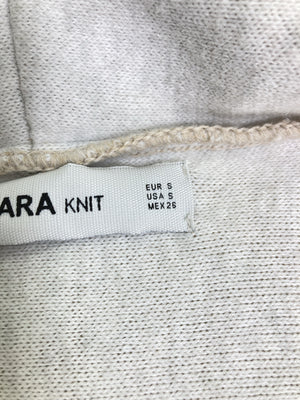 ARA KNIT
EUR S
USA S
MEX 26